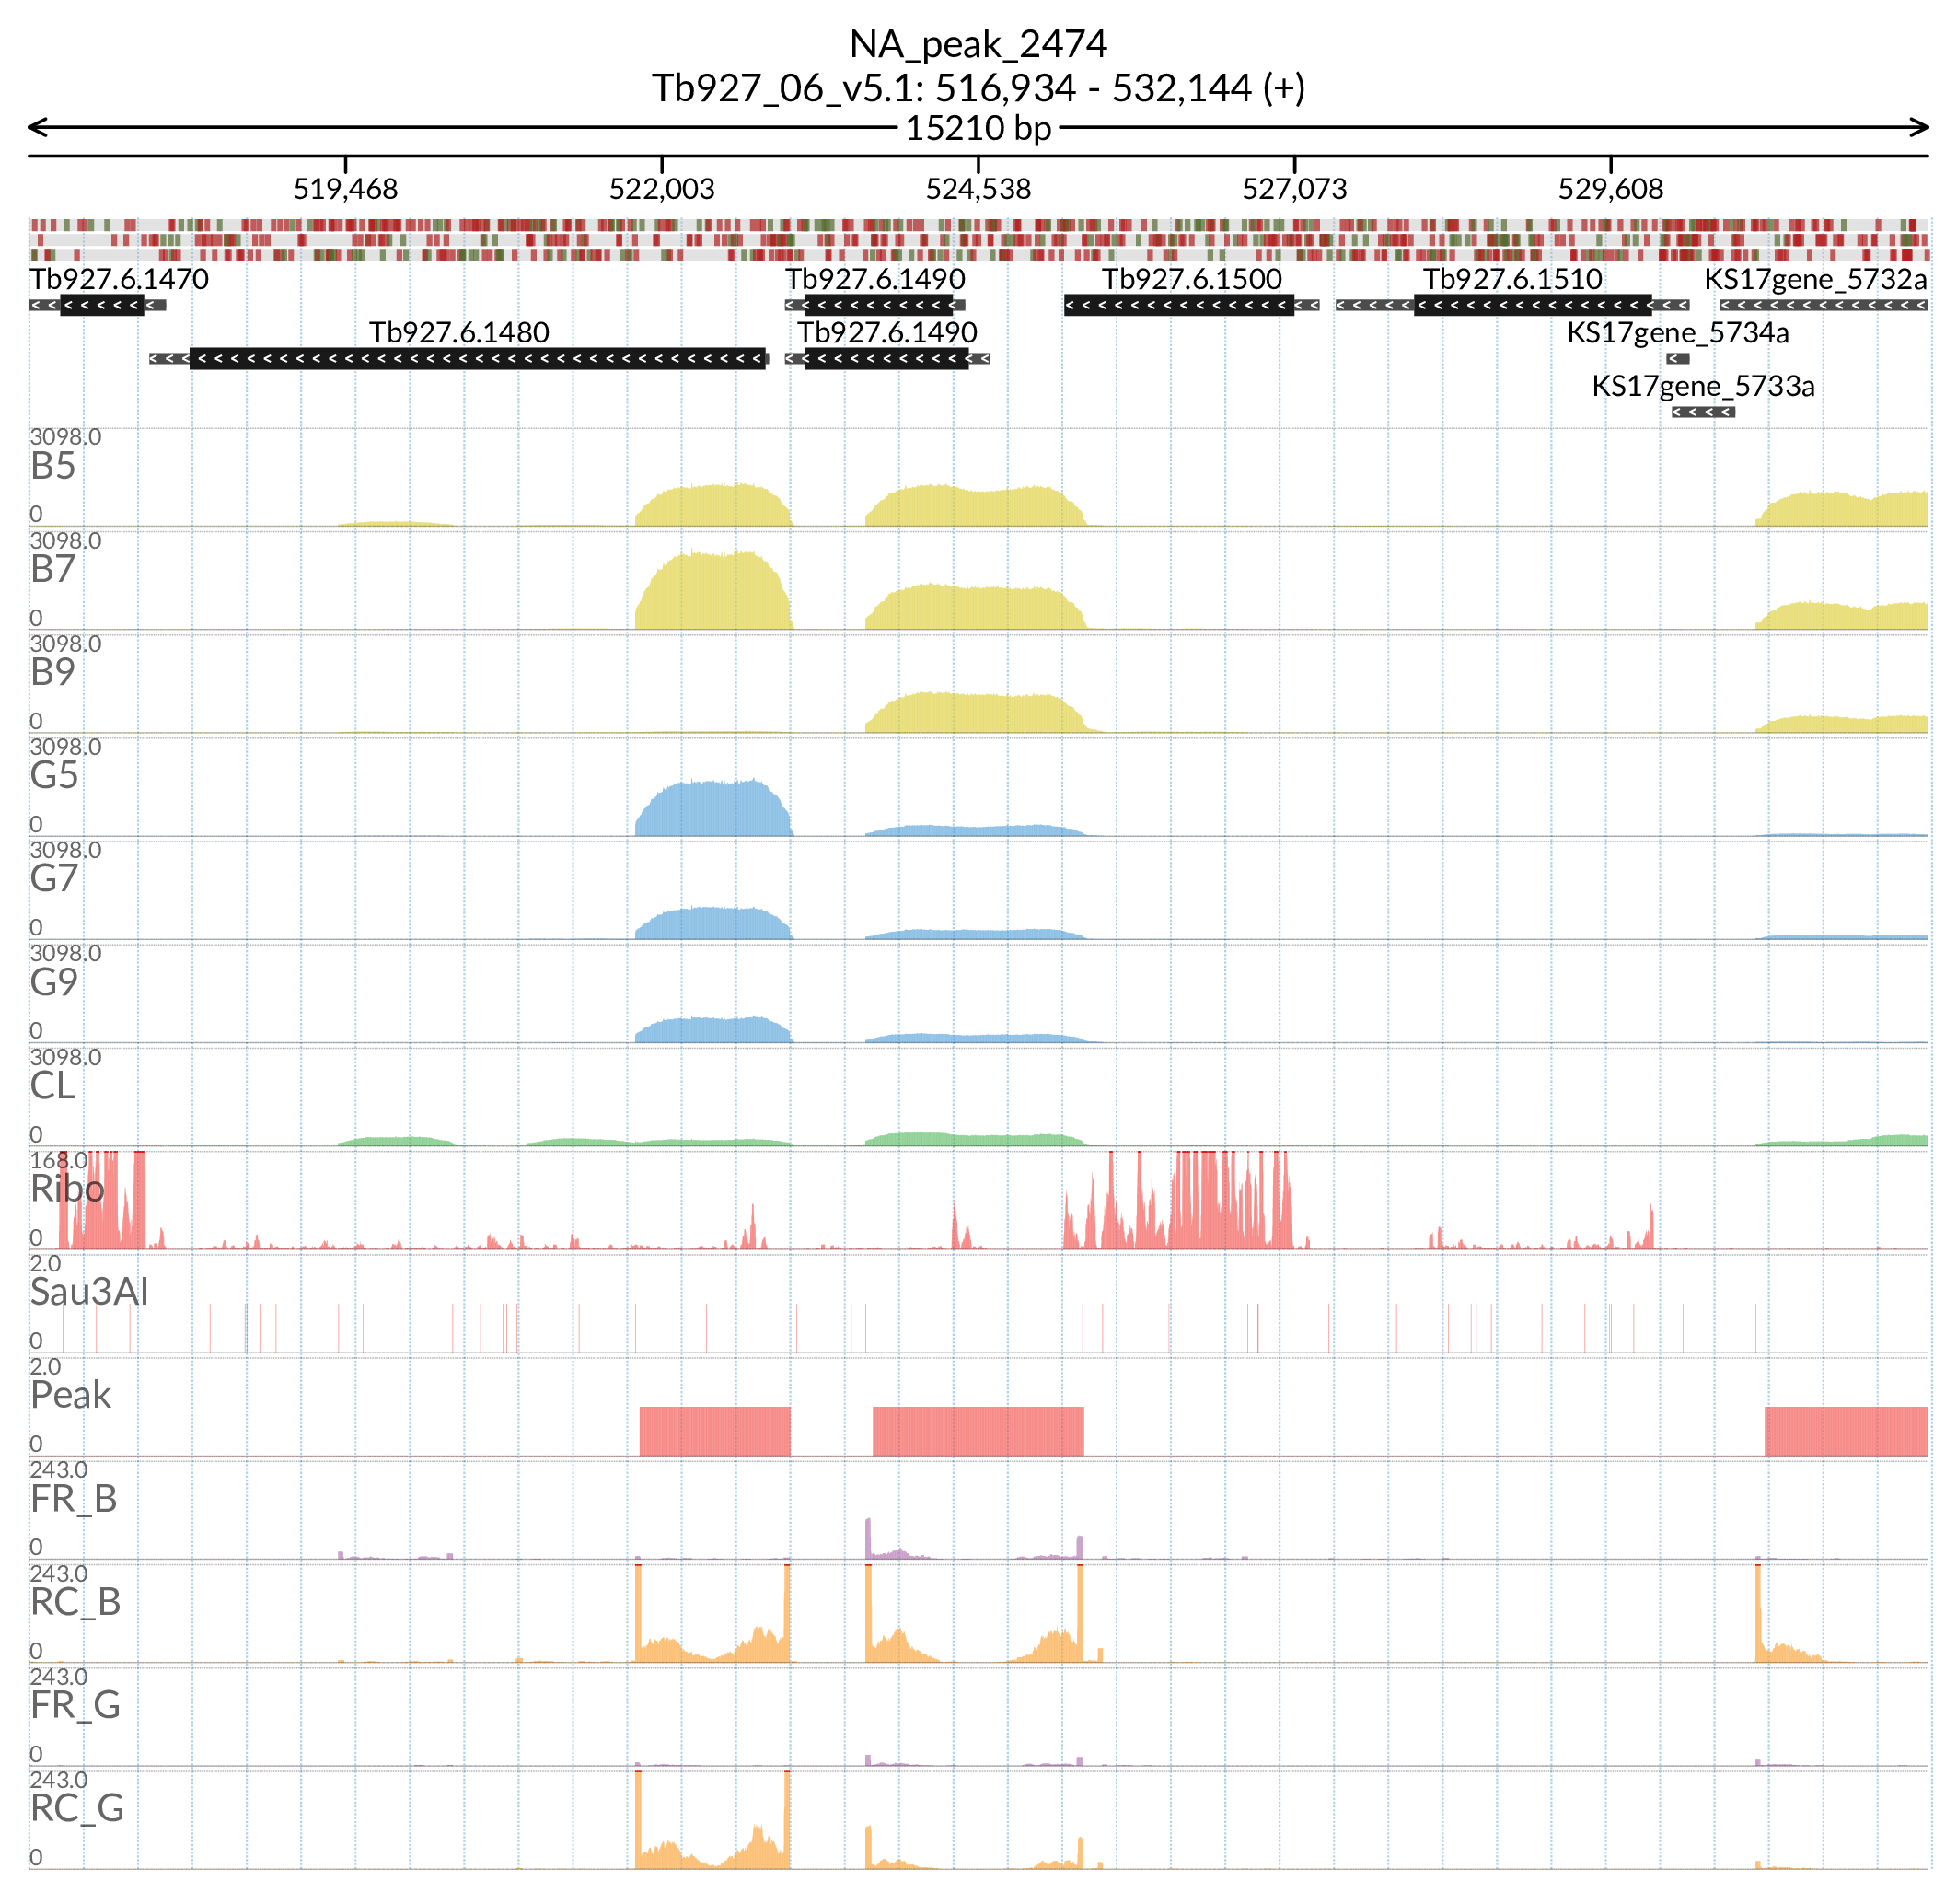 NA_peak_2474
Tb927_06_v5.1: 516,934 - 532,144 (+)
15210 bp
519,468 522,003 524,538 527,073 529,608
Tb927.6.1470 Tb927.6.1490 Tb927.6.1500 Tb927.6.1510 KS17gene_5732a
Tb927.6.1480 Tb927.6.1490 KS17gene_5734a
KS17gene_5733a
3098.0
B5
0
3098.0
B7
0
3098.0
B9
0
3098.0
G5
0
3098.0
G7
0
3098.0
G9
0
3098.0
CL
0
168.0
Ribo
0
2.0
Sau3AI
0
2.0
Peak
0
243.0
FR_B
0
243.0
RC_B
0
243.0
FR_G
0
243.0
RC_G
0